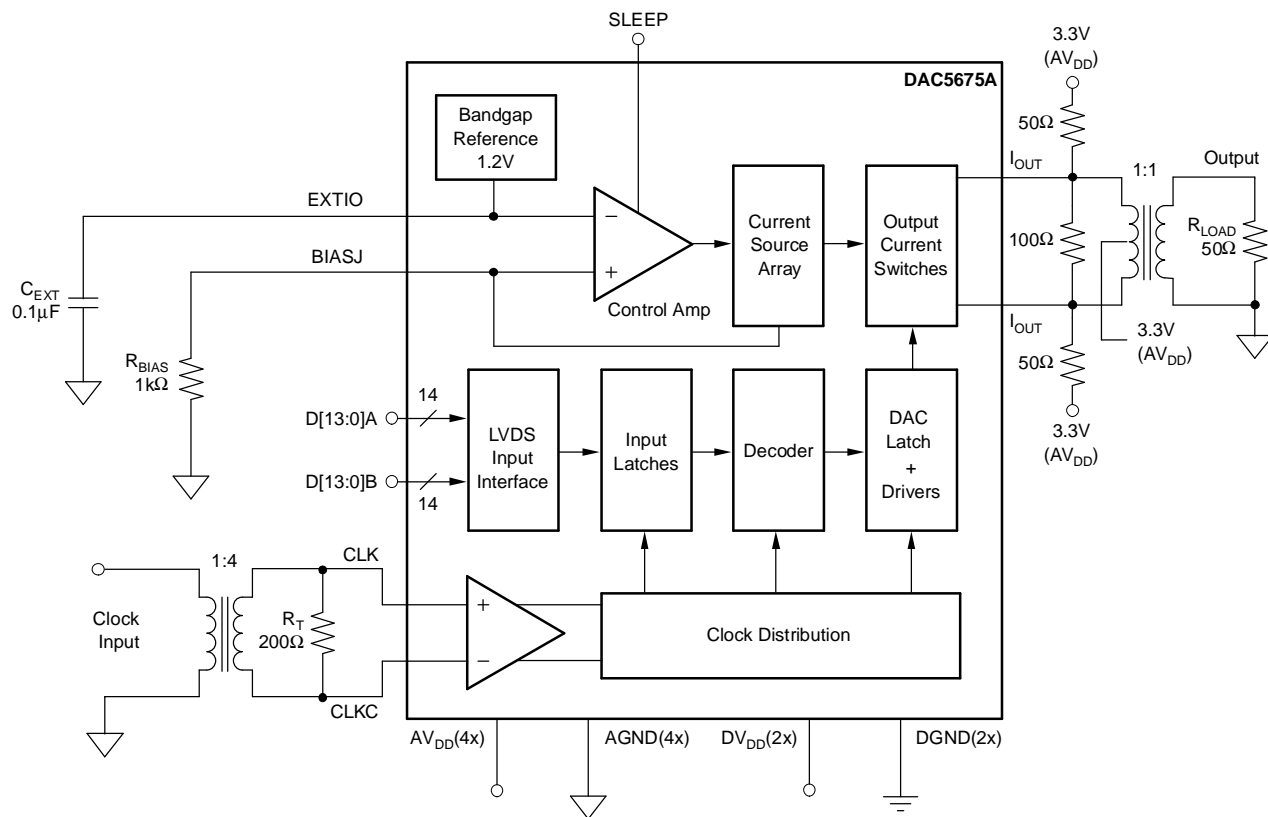 SLEEP
3.3V
(AVDD)
DAC5675A
50Ω
Bandgap
Reference
1.2V
IOUT
1:1
Output
EXTIO
−
Current
Source
Array
Output
Current
Switches
100Ω
RLOAD
50Ω
BIASJ
+
Control Amp
CEXT
0.1μF
IOUT
3.3V
(AVDD)
RBIAS
1kΩ
50Ω
14
D[13:0]A
LVDS
Input
Interface
Input
Latches
Decoder
DAC
Latch
+
Drivers
3.3V
(AVDD)
D[13:0]B
14
1:4
CLK
Clock
Input
RT
200Ω
+
−
Clock Distribution
CLKC
AVDD(4x)
AGND(4x)
DVDD(2x)
DGND(2x)